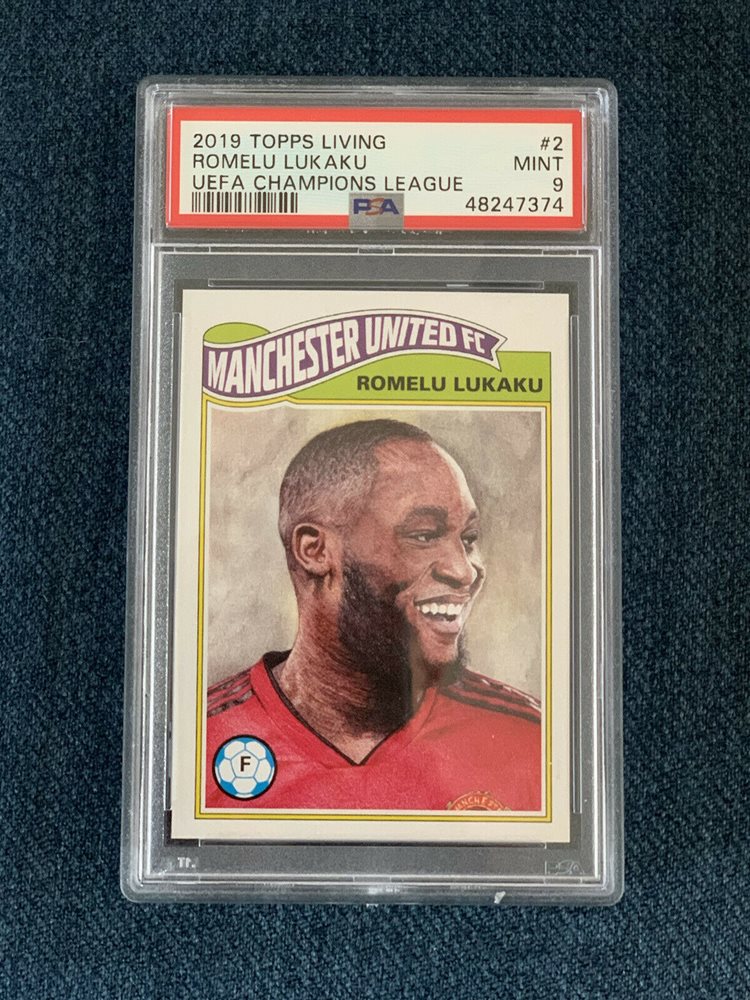 2019 TOPPS LIVING #2
ROMELU LUKAKU MINT
UEFA CHAMPIONS LEAGUE 9
PSA 48247374
MANCHESTER UNITED FC
ROMELU LUKAKU
F